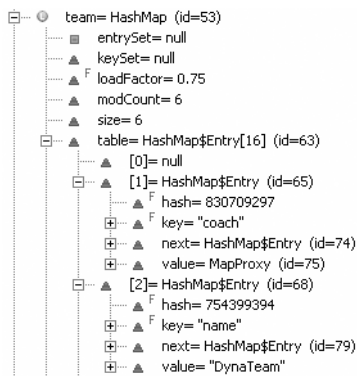 team= HashMap (id=53)
entrySet= null
keySet= null
F loadFactor= 0.75
modCount= 6
size= 6
table= HashMap$Entry[16] (id=63)
[0]= null
[1]= HashMap$Entry (id=65)
F hash= 830709297
F key= "coach"
next= HashMap$Entry (id=74)
value= MapProxy (id=75)
[2]= HashMap$Entry (id=68)
F hash= 754399394
F key= "name"
next= HashMap$Entry (id=79)
value= "DynaTeam"